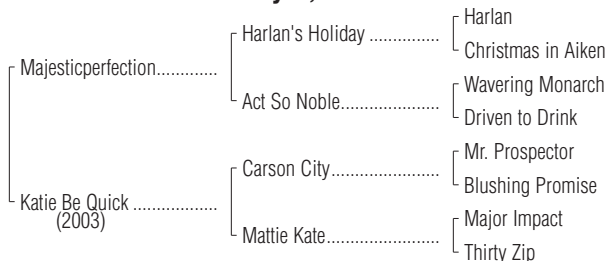 Harlan
Harlan's Holiday ...............
Christmas in Aiken
Majesticperfection.............
Wavering Monarch
Act So Noble.....................
Driven to Drink
Mr. Prospector
Carson City.......................
Blushing Promise
Katie Be Quick ..................
(2003)
Major Impact
Mattie Kate........................
Thirty Zip